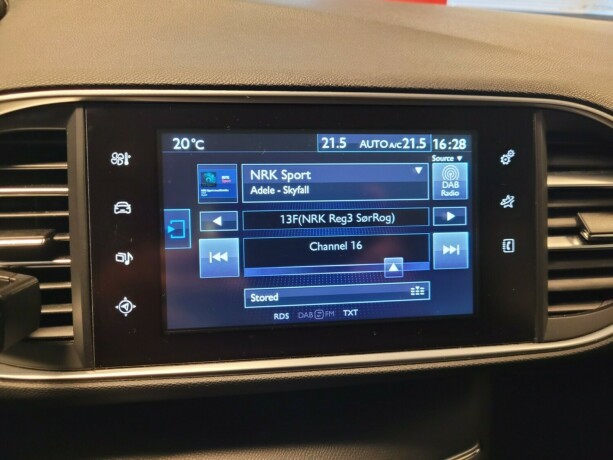 20°C 21.5 AUTO A/C 21.5 16:28
Source
NRK Sport
Adele - Skyfall
DAB
Radio
13F(NRK Reg3 SørRog)
Channel 16
Stored
RDS DAB FM TXT